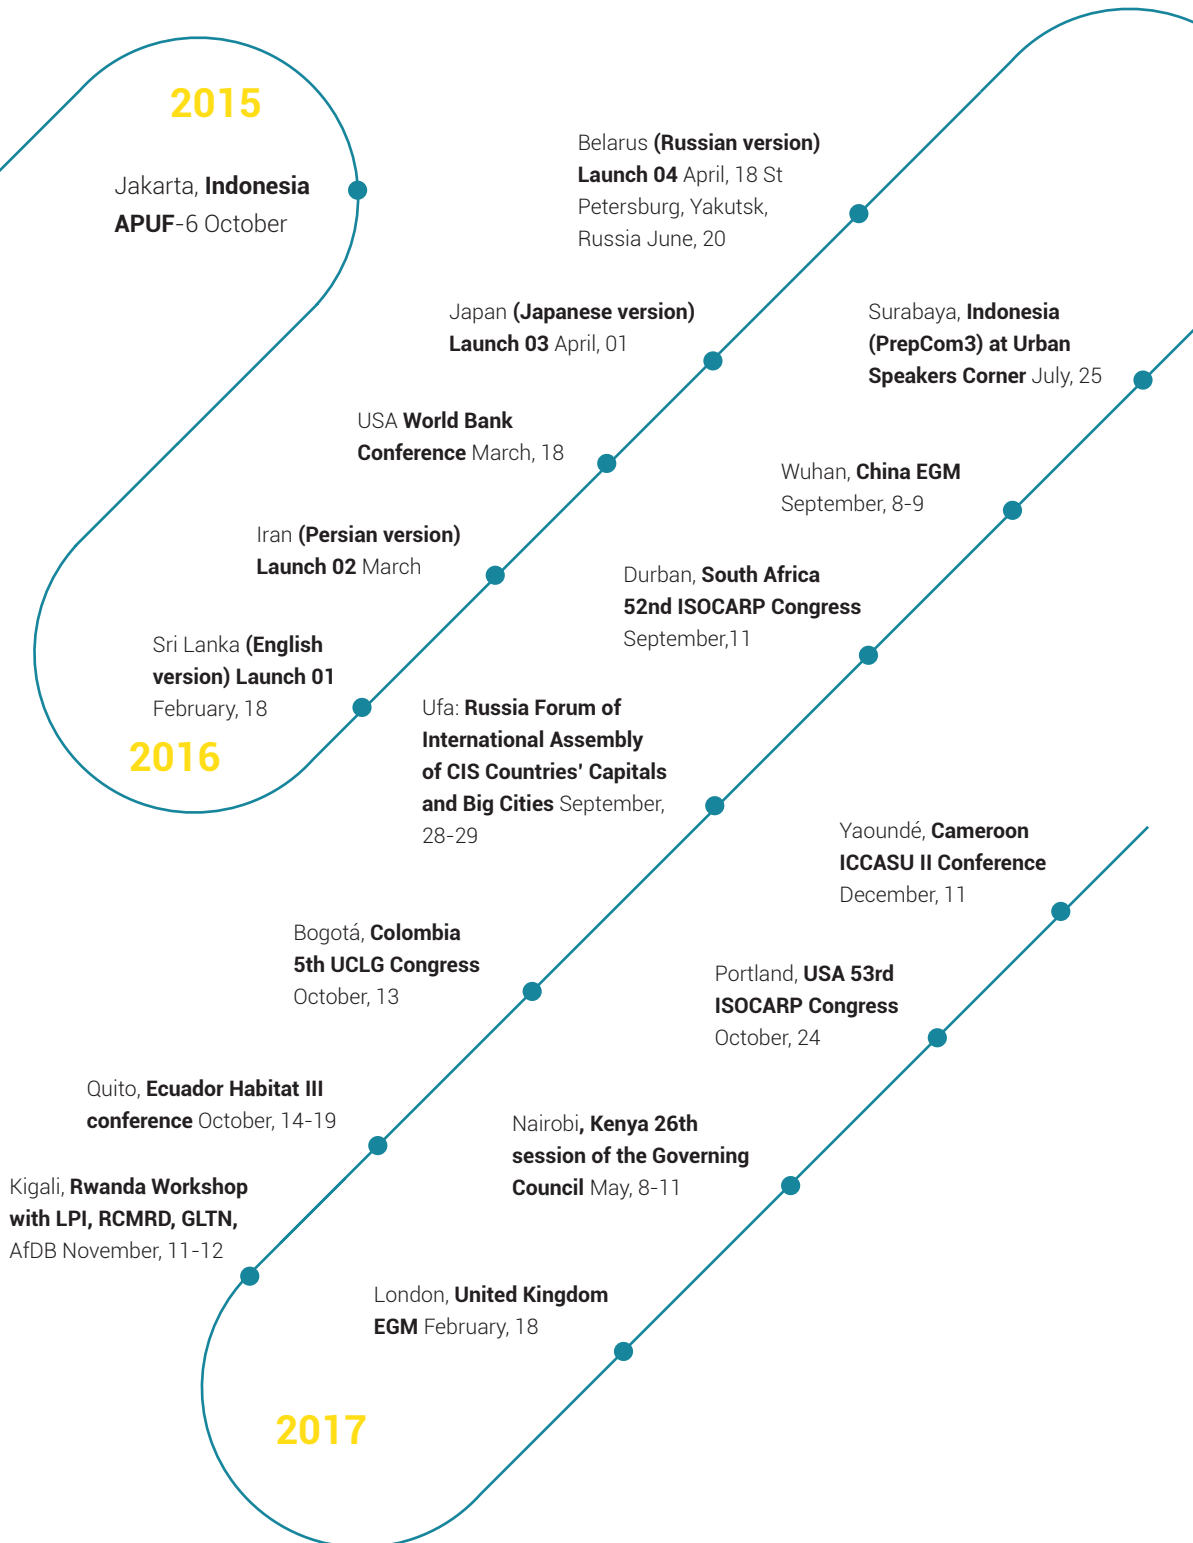 2015
Jakarta, Indonesia
APUF-6 October
Belarus (Russian version)
Launch 04 April, 18 St
Petersburg, Yakutsk,
Russia June, 20
Japan (Japanese version)
Launch 03 April, 01
USA World Bank
Conference March, 18
Iran (Persian version)
Launch 02 March
Sri Lanka (English
version) Launch 01
February, 18
2016
Surabaya, Indonesia
(PrepCom3) at Urban
Speakers Corner July, 25
Wuhan, China EGM
September, 8-9
Durban, South Africa
52nd ISOCARP Congress
September,11
Ufa: Russia Forum of
International Assembly
of CIS Countries' Capitals
and Big Cities September,
28-29
Bogotá, Colombia
5th UCLG Congress
October, 13
Quito, Ecuador Habitat III
conference October, 14-19
Kigali, Rwanda Workshop
with LPI, RCMRD, GLTN,
AfDB November, 11-12
Yaoundé, Cameroon
ICCASU II Conference
December, 11
Portland, USA 53rd
ISOCARP Congress
October, 24
Nairobi, Kenya 26th
session of the Governing
Council May, 8-11
London, United Kingdom
EGM February, 18
2017